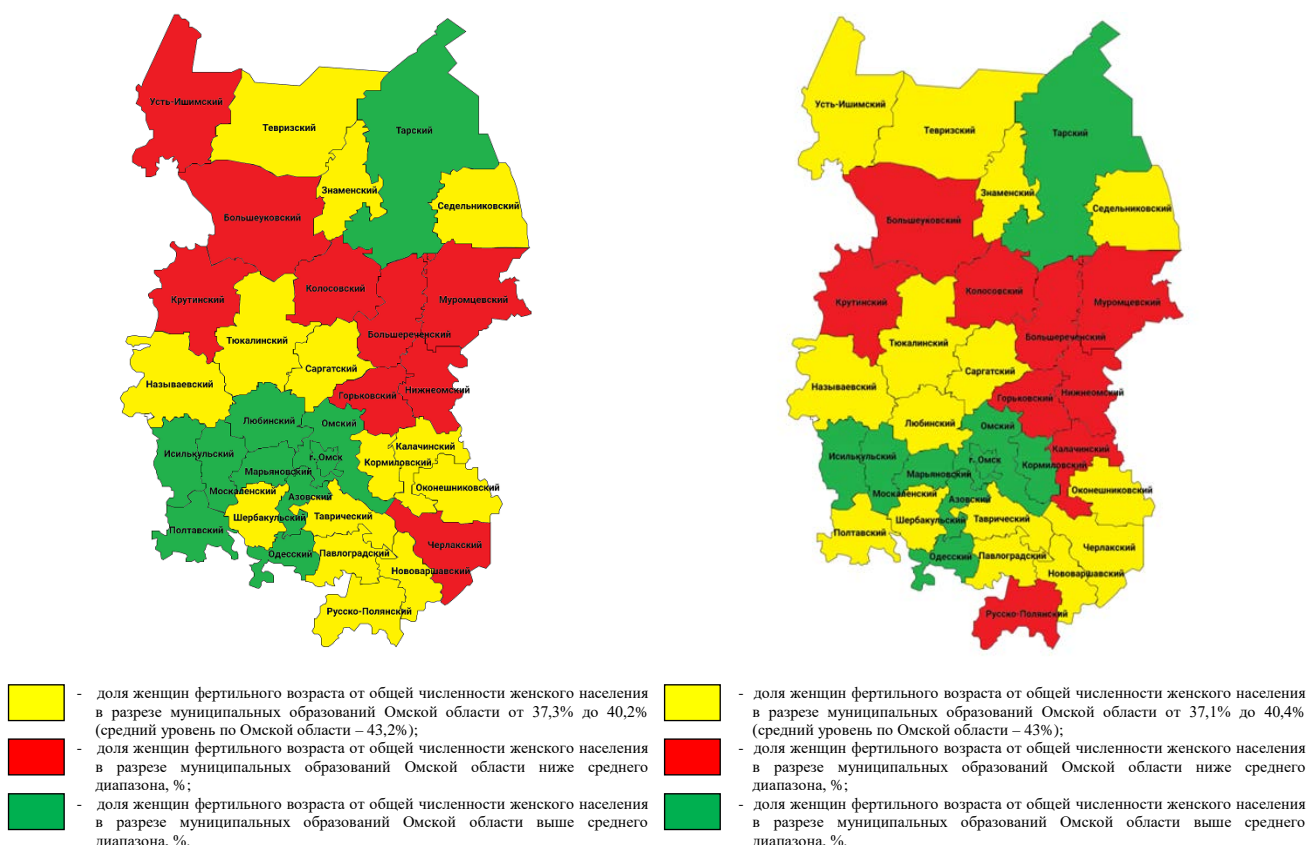 Усть-Ишимский
Тевризский
Тарский
Знаменский
Седельниковский
Большеуковский
Крутинский
Колосовский
Муромцевский
Большереченский
Тюкалинский
Саргатский
Называевский
Нижнеомский
Горьковский
Любинский
Омский
Калачинский
Исилькульский
г. Омск
Кормиловский
Марьяновский
Москаленский
Азовский
Оконешниковский
Шербакульский
Таврический
Полтавский
Одесский
Павлоградский
Черлакский
Нововаршавский
Русско-Полянский
Усть-Ишимский
Тевризский
Тарский
Знаменский
Седельниковский
Большеуковский
Крутинский
Колосовский
Муромцевский
Большереченский
Тюкалинский
Саргатский
Называевский
Нижнеомский
Горьковский
Любинский
Омский
Калачинский
Исилькульский
г. Омск
Кормиловский
Марьяновский
Москаленский
Азовский
Оконешниковский
Шербакульский
Таврический
Полтавский
Одесский
Павлоградский
Черлакский
Нововаршавский
Русско-Полянский
- доля женщин фертильного возраста от общей численности женского населения
в разрезе муниципальных образований Омской области от 37,3% до 40,2%
(средний уровень по Омской области – 43,2%);
- доля женщин фертильного возраста от общей численности женского населения
в разрезе муниципальных образований Омской области ниже среднего
диапазона, %;
- доля женщин фертильного возраста от общей численности женского населения
в разрезе муниципальных образований Омской области выше среднего
диапазона, %.
- доля женщин фертильного возраста от общей численности женского населения
в разрезе муниципальных образований Омской области от 37,1% до 40,4%
(средний уровень по Омской области – 43%);
- доля женщин фертильного возраста от общей численности женского населения
в разрезе муниципальных образований Омской области ниже среднего
диапазона, %;
- доля женщин фертильного возраста от общей численности женского населения
в разрезе муниципальных образований Омской области выше среднего
диапазона, %.